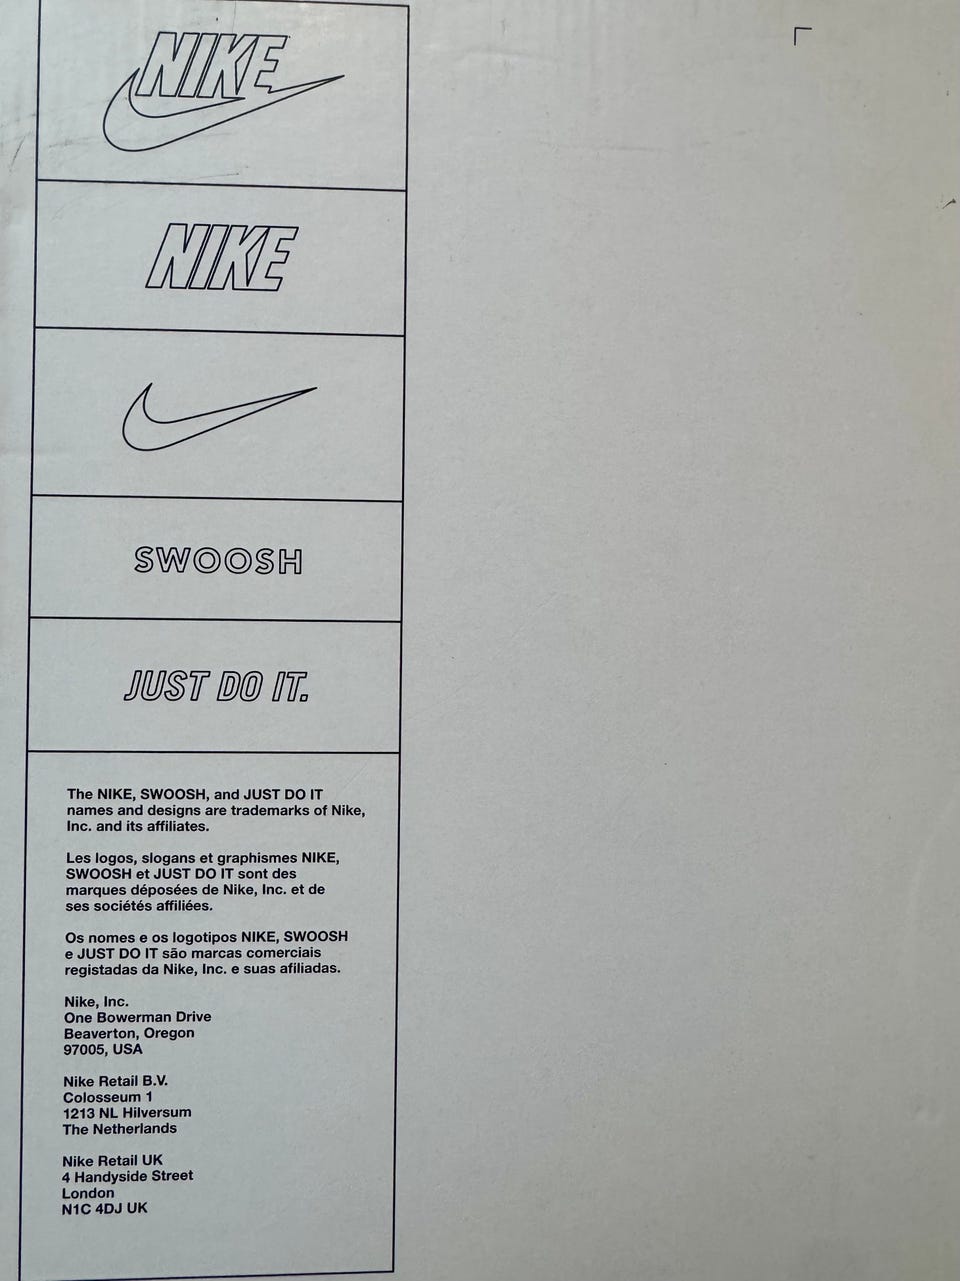 NIKE
NIKE
SWOOSH
JUST DO IT.
The NIKE, SWOOSH, and JUST DO IT
names and designs are trademarks of Nike,
Inc. and its affiliates.
Les logos, slogans et graphismes NIKE,
SWOOSH et JUST DO IT sont des
marques déposées de Nike, Inc. et de
ses sociétés affiliées.
Os nomes e os logotipos NIKE, SWOOSH
e JUST DO IT são marcas comerciais
registadas da Nike, Inc. e suas afiliadas.
Nike, Inc.
One Bowerman Drive
Beaverton, Oregon
97005, USA
Nike Retail B.V.
Colosseum 1
1213 NL Hilversum
The Netherlands
Nike Retail UK
4 Handyside Street
London
N1C 4DJ UK